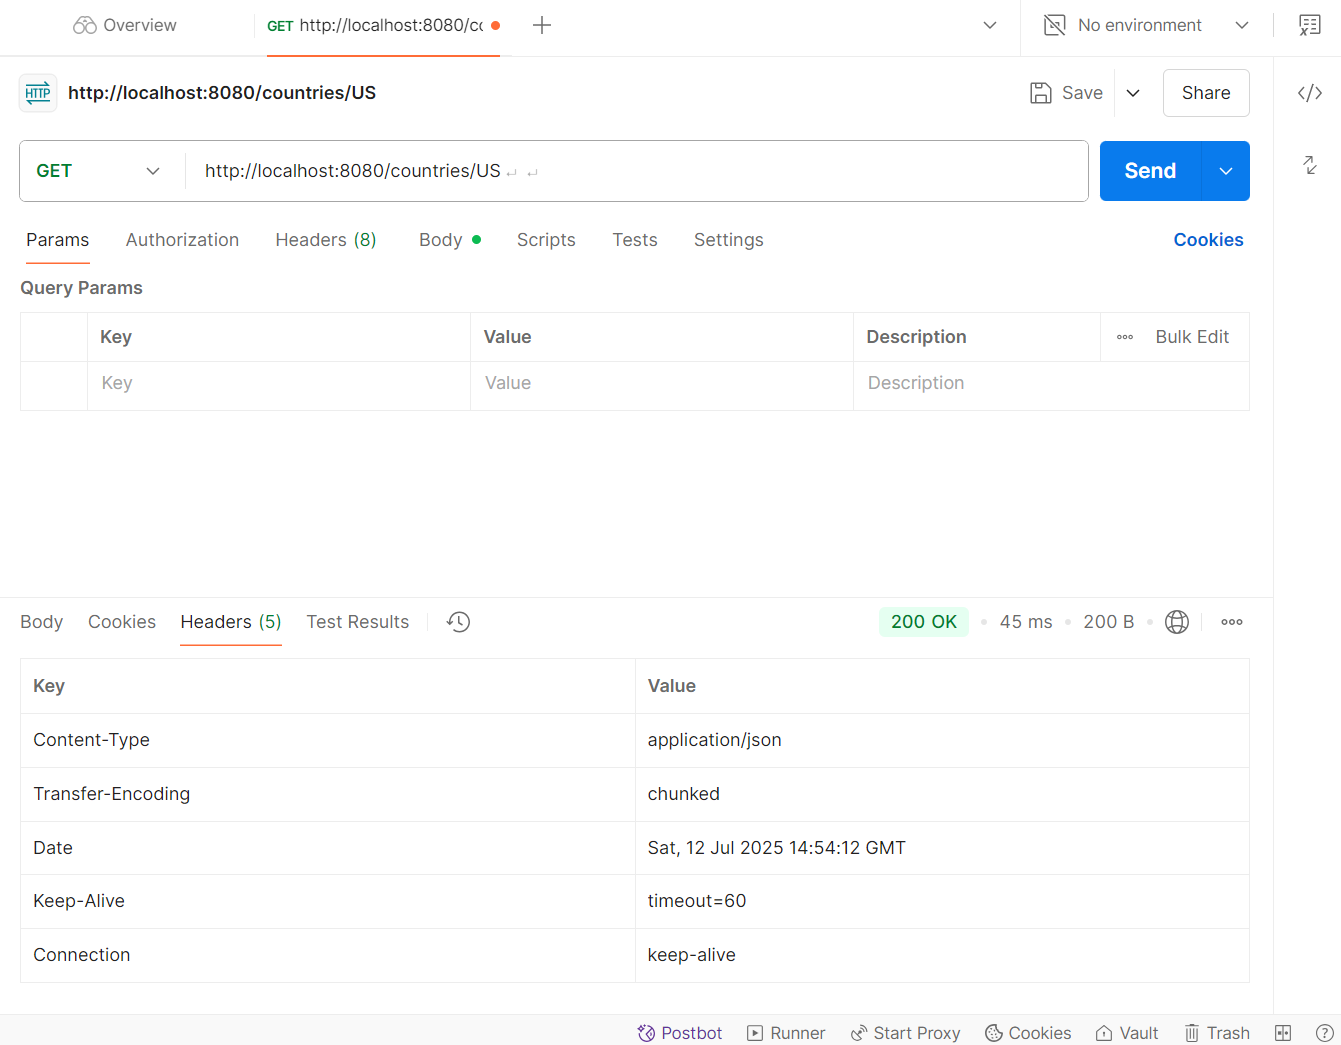 Overview
GET http://localhost:8080/cc
No environment
HTTP http://localhost:8080/countries/US
Save
Share
GET
http://localhost:8080/countries/US
Send
Params Authorization Headers (8) Body Scripts Tests Settings
Cookies
Query Params
Key Value Description Bulk Edit
Key Value Description
Body Cookies Headers (5) Test Results
200 OK 45 ms 200 B
Key Value
Content-Type application/json
Transfer-Encoding chunked
Date Sat, 12 Jul 2025 14:54:12 GMT
Keep-Alive timeout=60
Connection keep-alive
Postbot Runner Start Proxy Cookies Vault Trash